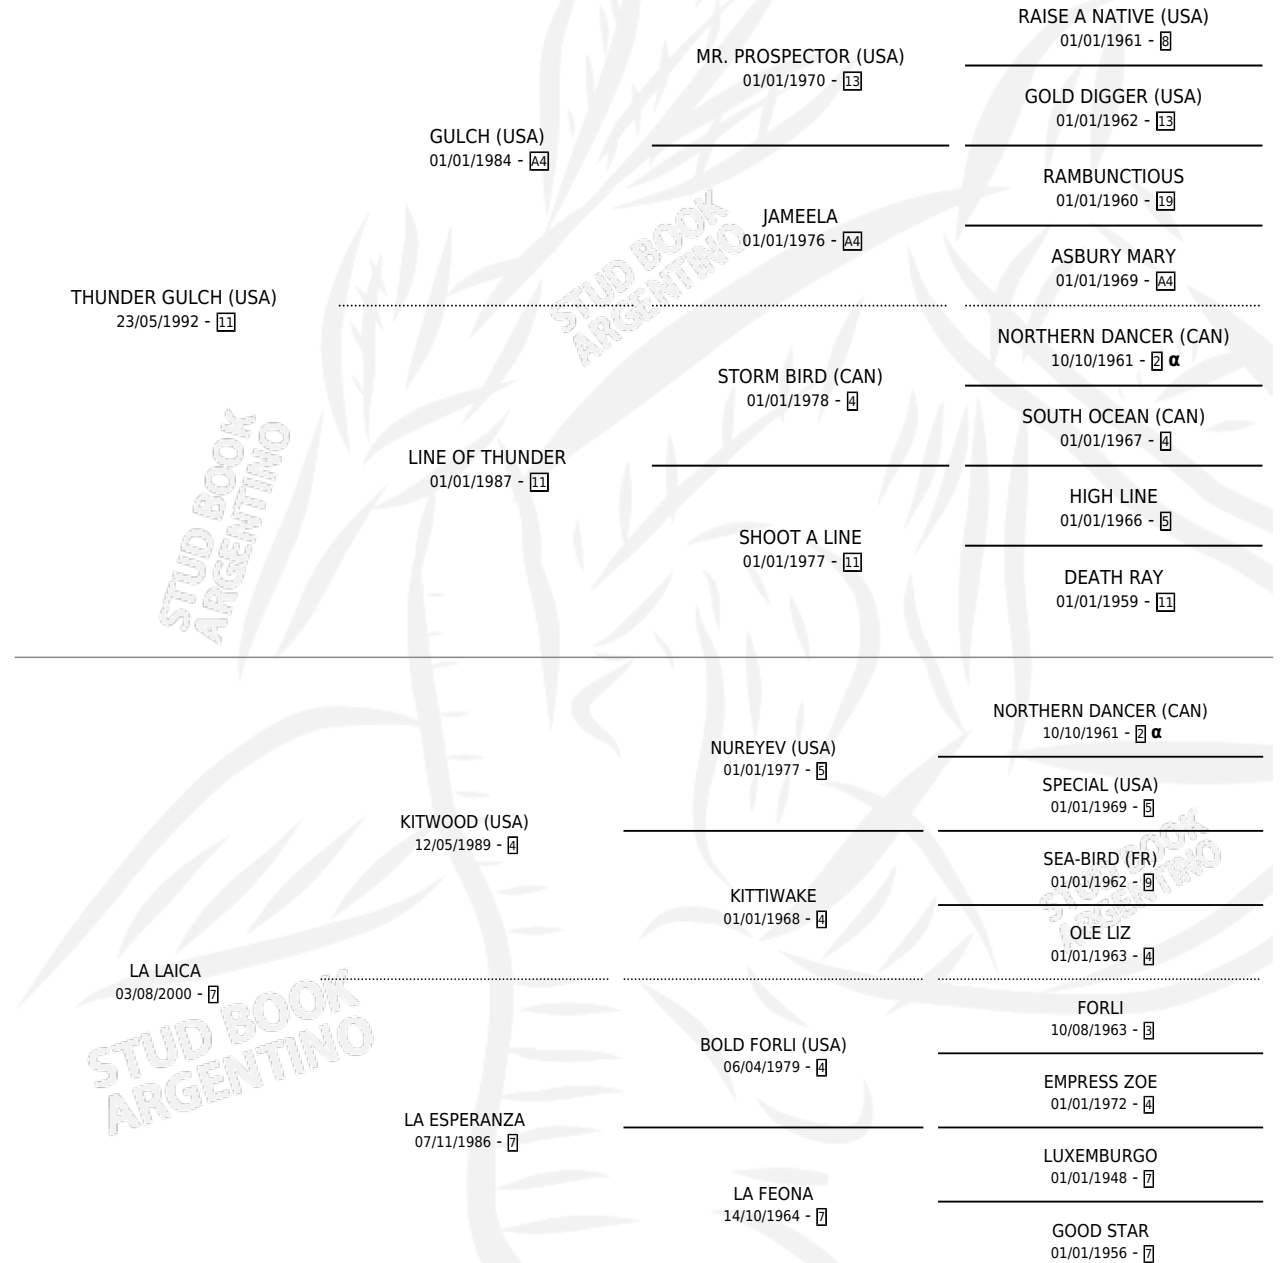 RAISE A NATIVE (USA)
01/01/1961 - 8
MR. PROSPECTOR (USA)
01/01/1970 - 13
GOLD DIGGER (USA)
01/01/1962 - 13
GULCH (USA)
01/01/1984 - A4
RAMBUNCTIOUS
01/01/1960 - 19
JAMEELA
01/01/1976 - A4
ASBURY MARY
01/01/1969 - A4
THUNDER GULCH (USA)
23/05/1992 - 11
NORTHERN DANCER (CAN)
10/10/1961 - 2 α
STORM BIRD (CAN)
01/01/1978 - 4
SOUTH OCEAN (CAN)
01/01/1967 - 4
LINE OF THUNDER
01/01/1987 - 11
HIGH LINE
01/01/1966 - 5
SHOOT A LINE
01/01/1977 - 11
DEATH RAY
01/01/1959 - 11
NORTHERN DANCER (CAN)
10/10/1961 - 2 α
NUREYEV (USA)
01/01/1977 - 5
SPECIAL (USA)
01/01/1969 - 5
KITWOOD (USA)
12/05/1989 - 4
SEA-BIRD (FR)
01/01/1962 - 9
KITTIWAKE
01/01/1968 - 4
OLE LIZ
01/01/1963 - 4
LA LAICA
03/08/2000 - 7
FORLI
10/08/1963 - 3
BOLD FORLI (USA)
06/04/1979 - 4
EMPRESS ZOE
01/01/1972 - 4
LA ESPERANZA
07/11/1986 - 7
LUXEMBURGO
01/01/1948 - 7
LA FEONA
14/10/1964 - 7
GOOD STAR
01/01/1956 - 7
STUD BOOK
ARGENTINO
STUD BOOK
ARGENTINO
STUD BOOK
ARGENTINO
STUD BOOK
ARGENTINO